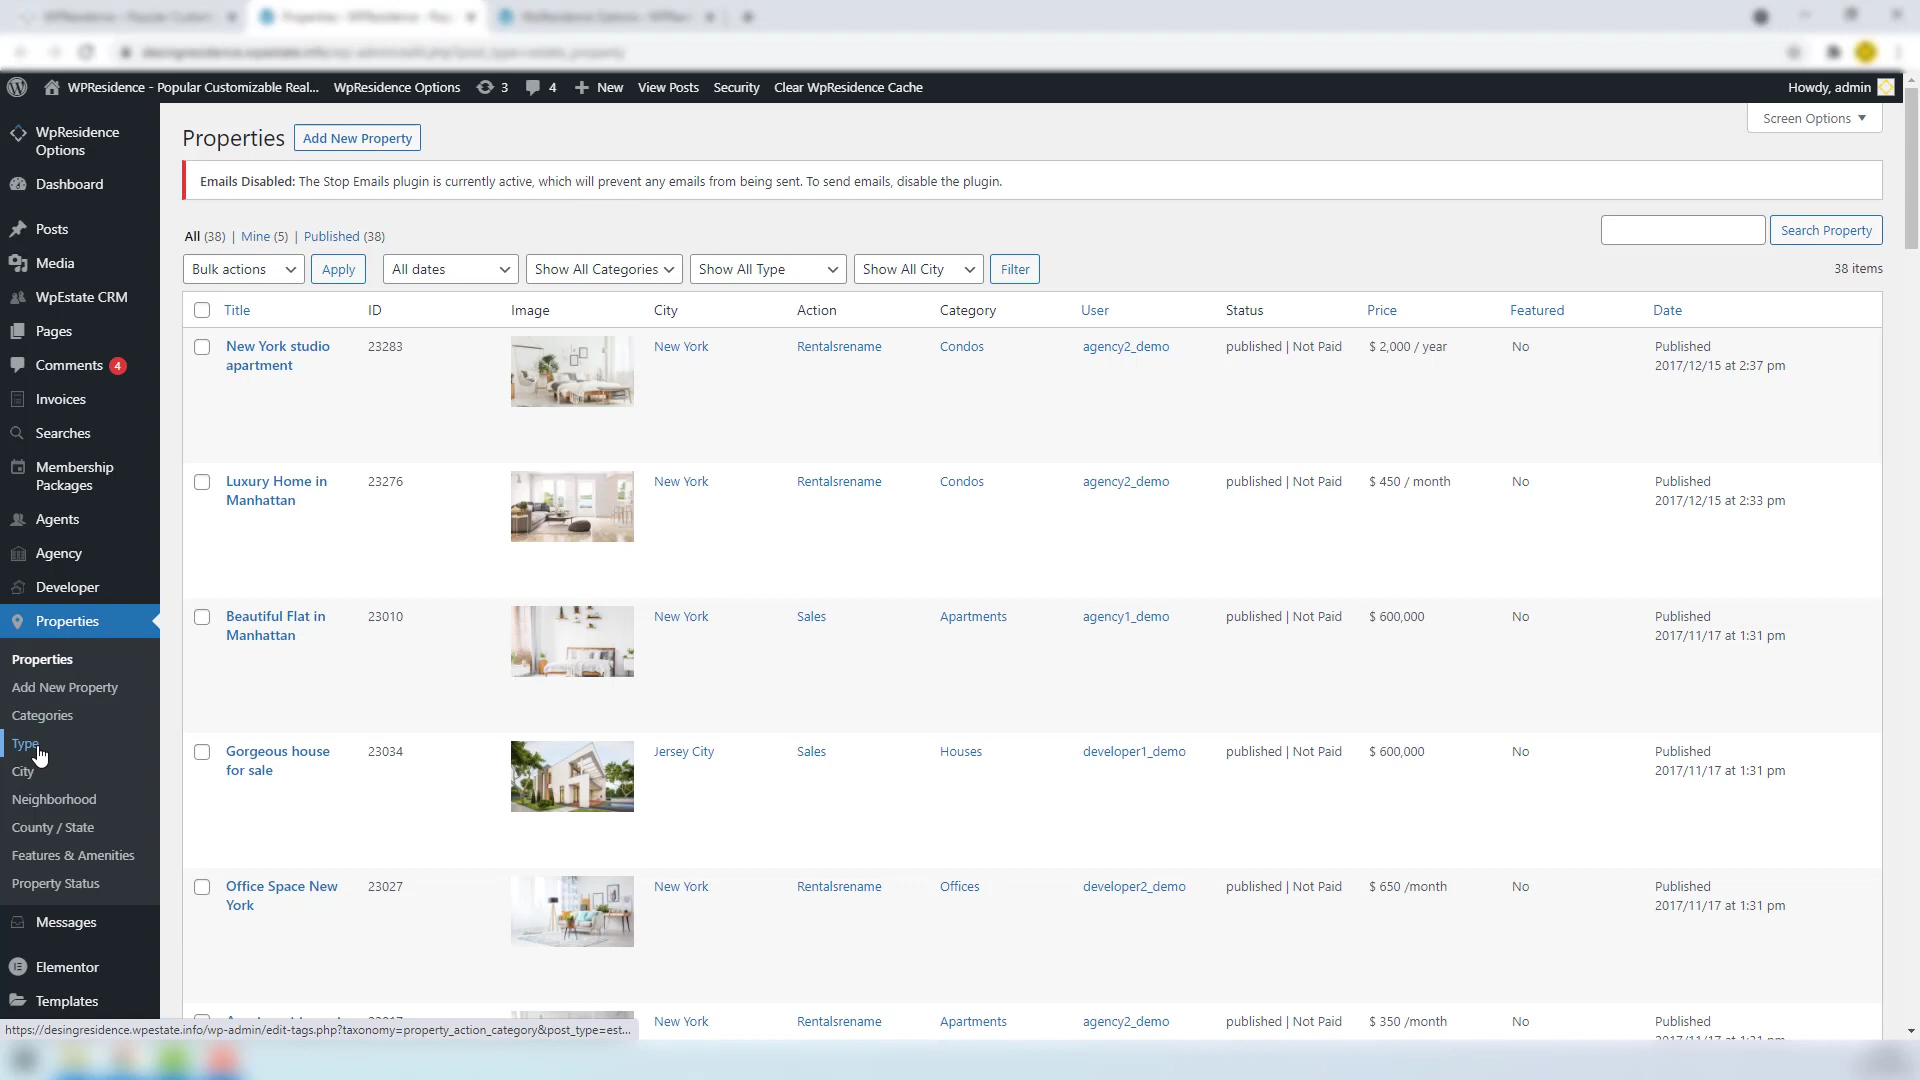 WPResidence - Popular Customizable Real... WpResidence Options 3 4 New View Posts Security Clear WpResidence Cache Howdy, admin
WpResidence
Options
Dashboard
Posts
Media
WpEstate CRM
Pages
Comments 4
Invoices
Searches
Membership
Packages
Agents
Agency
Developer
Properties
Properties
Add New Property
Categories
Type
City
Neighborhood
County / State
Features & Amenities
Property Status
Messages
Elementor
Templates
Screen Options
Properties Add New Property
Emails Disabled: The Stop Emails plugin is currently active, which will prevent any emails from being sent. To send emails, disable the plugin.
All (38) | Mine (5) | Published (38)
Search Property
Bulk actions Apply All dates Show All Categories Show All Type Show All City Filter 38 items
Title ID Image City Action Category User Status Price Featured Date
New York studio 23283 New York Rentalsrename Condos agency2_demo published | Not Paid $ 2,000 / year No Published
apartment 2017/12/15 at 2:37 pm
Luxury Home in 23276 New York Rentalsrename Condos agency2_demo published | Not Paid $ 450 / month No Published
Manhattan 2017/12/15 at 2:33 pm
Beautiful Flat in 23010 New York Sales Apartments agency1_demo published | Not Paid $ 600,000 No Published
Manhattan 2017/11/17 at 1:31 pm
Gorgeous house 23034 Jersey City Sales Houses developer1_demo published | Not Paid $ 600,000 No Published
for sale 2017/11/17 at 1:31 pm
Office Space New 23027 New York Rentalsrename Offices developer2_demo published | Not Paid $ 650 /month No Published
York 2017/11/17 at 1:31 pm
New York Rentalsrename Apartments agency2_demo published | Not Paid $ 350 /month No Published
https://desingresidence.wpestate.info/wp-admin/edit-tags.php?taxonomy=property_action_category&post_type=est...